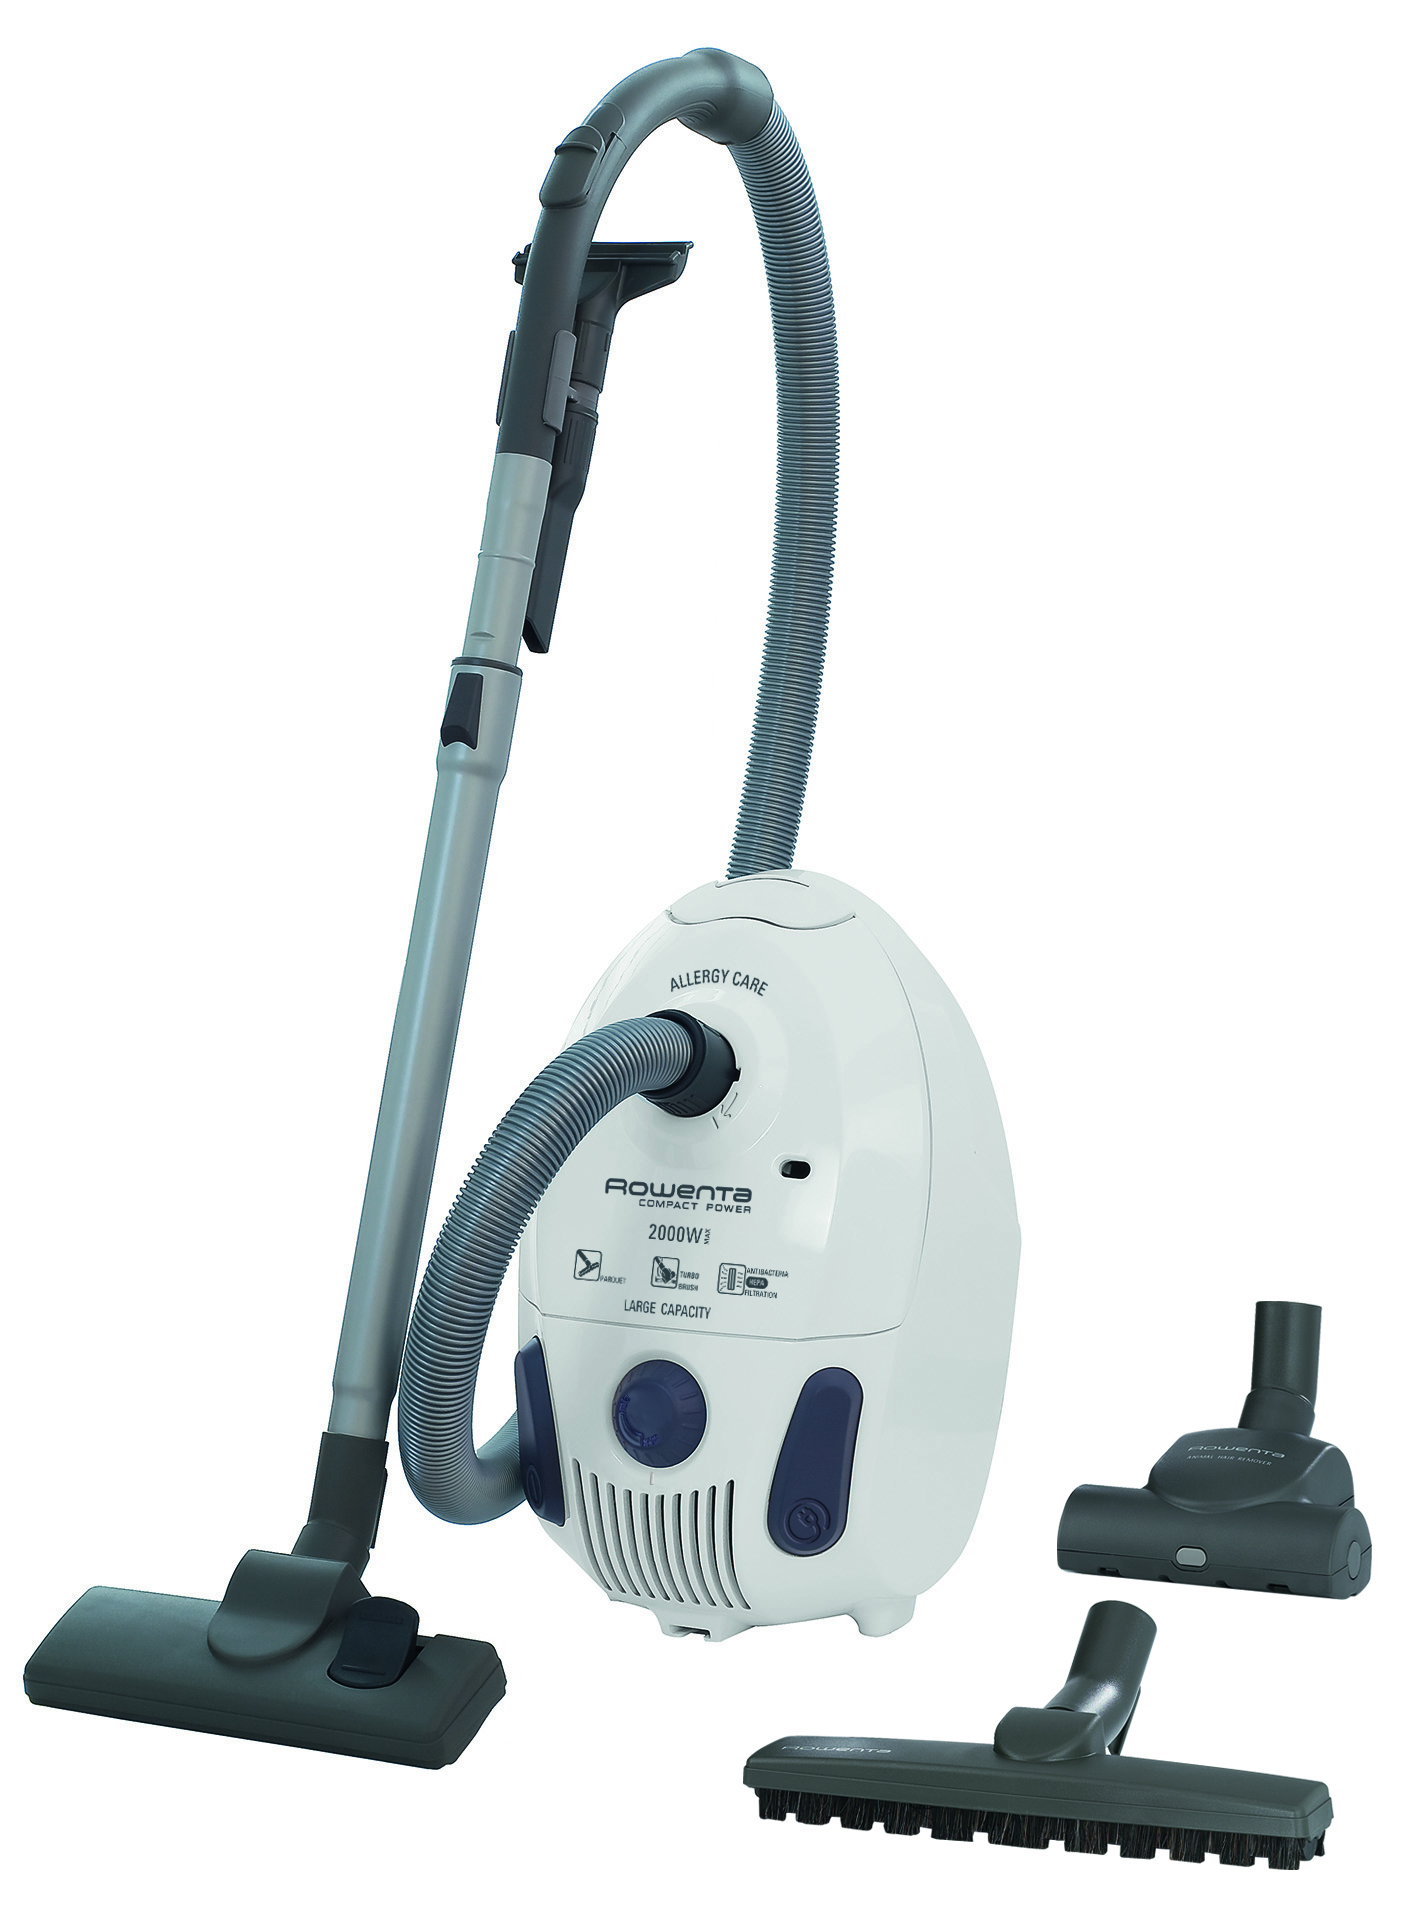 ALLERGY CARE
ROWENTA
COMPACT POWER
2000W MAX
PARQUET
TURBO
BRUSH
ANTIBACTERIA
HEPA
FILTRATION
LARGE CAPACITY
ROWENTA
ANIMAL HAIR REMOVER
ROWENTA